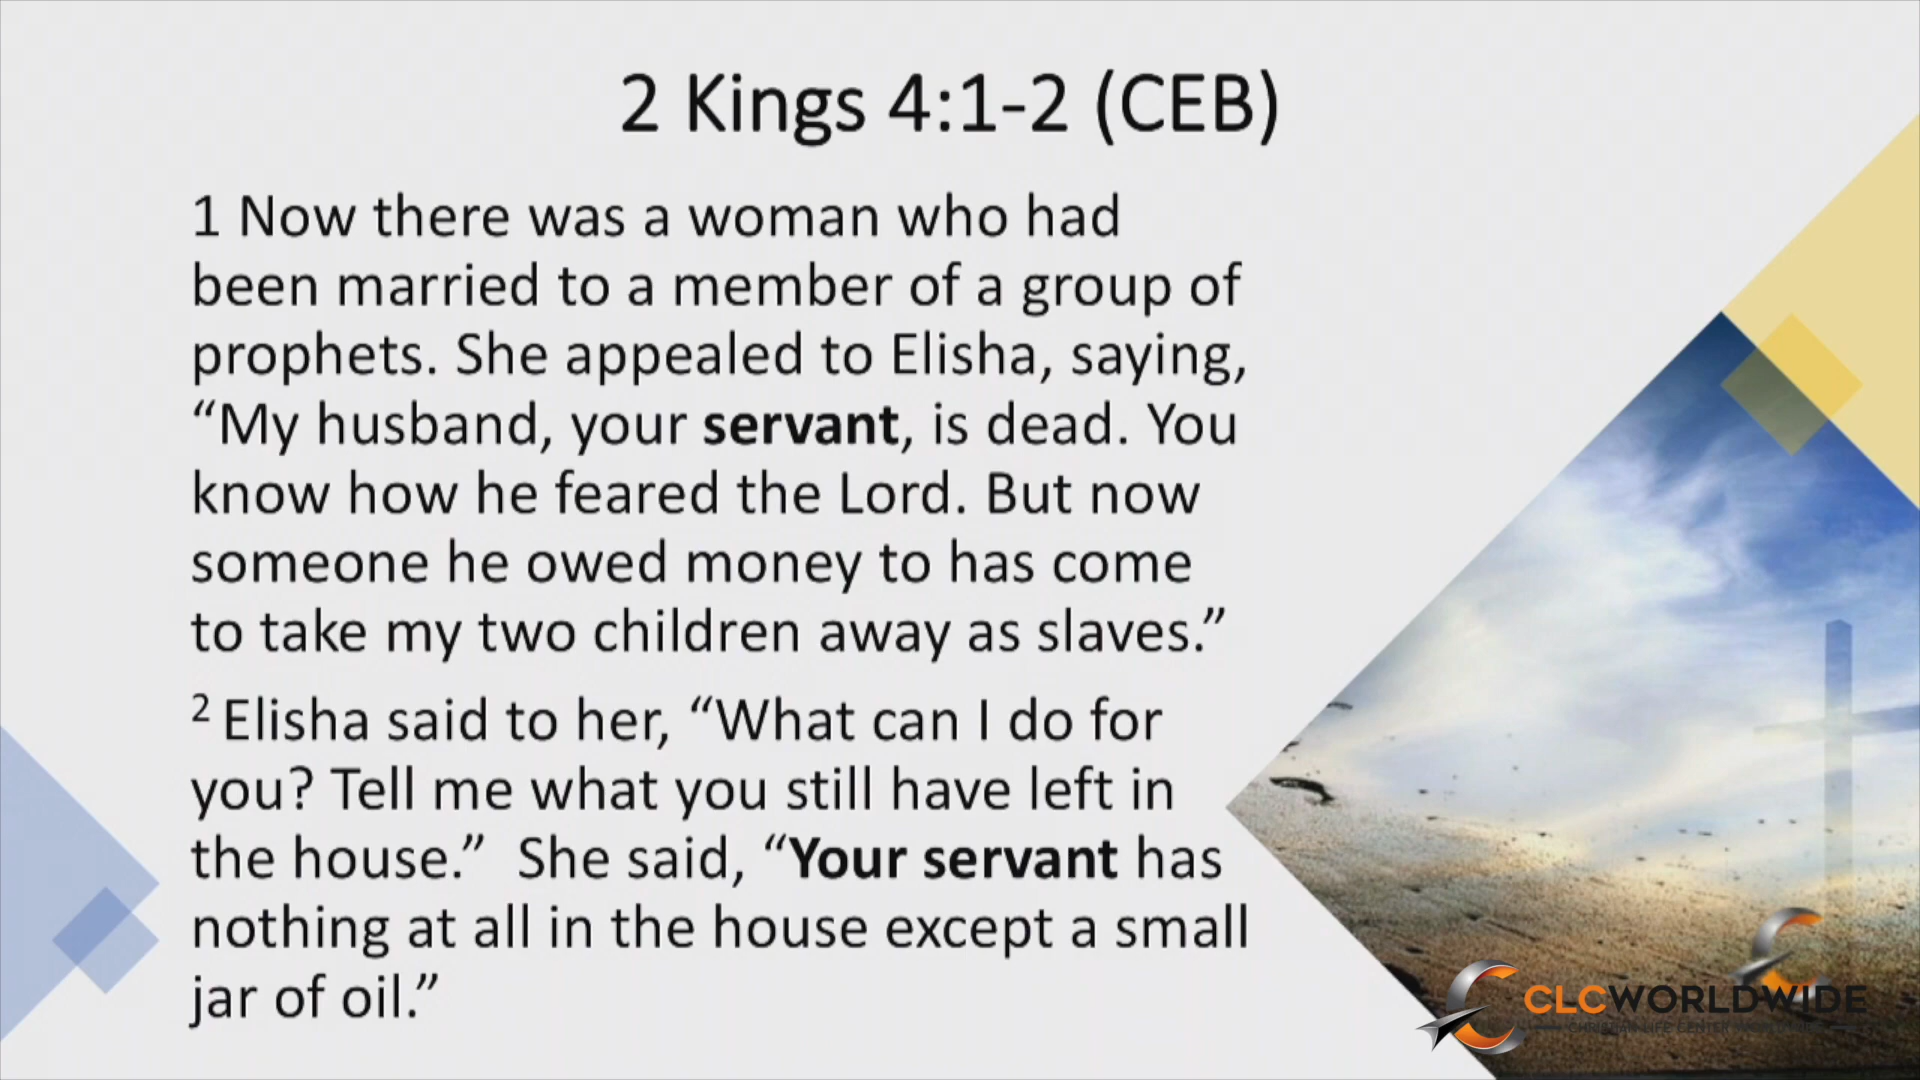 2 Kings 4:1-2 (CEB)
1 Now there was a woman who had
been married to a member of a group of
prophets. She appealed to Elisha, saying,
“My husband, your servant, is dead. You
know how he feared the Lord. But now
someone he owed money to has come
to take my two children away as slaves.”
2 Elisha said to her, “What can I do for
you? Tell me what you still have left in
the house.”  She said, “Your servant has
nothing at all in the house except a small
jar of oil.”
CLCWORLDWIDE
CHRISTIAN LIFE CENTER